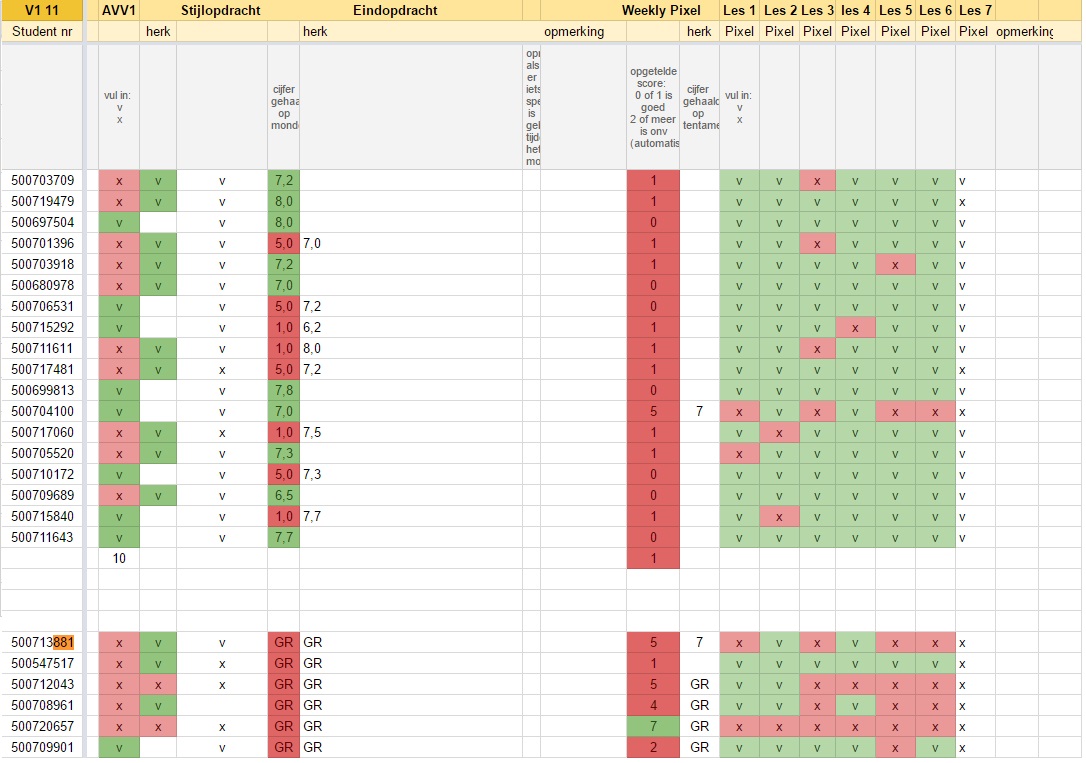 V1 11 AVV1 Stijlopdracht Eindopdracht Weekly Pixel Les 1 Les 2 Les 3 les 4 Les 5 Les 6 Les 7
Student nr herk herk opmerking herk Pixel Pixel Pixel Pixel Pixel Pixel Pixel opmerking
vul in:
v
x
cijfer
gehaa
op
mond
als
er
iets
spe
is
gel
tijd
het
mo
opgetelde
score:
0 of 1 is
goed
2 of meer
is onv
(automatis
cijfer
gehaald
op
tentame
vul in:
v
x
500703709 x v v 7,2 1 v v x v v v v
500719479 x v v 8,0 1 v v v v v v x
500697504 v v 8,0 0 v v v v v v v
500701396 x v v 5,0 7,0 1 v v x v v v v
500703918 x v v 7,2 1 v v v v x v v
500680978 x v v 7,0 0 v v v v v v v
500706531 v v 5,0 7,2 0 v v v v v v v
500715292 v v 1,0 6,2 1 v v v x v v v
500711611 x v v 1,0 8,0 1 v v x v v v v
500717481 x v x 5,0 7,2 1 v v v v v v x
500699813 v v 7,8 0 v v v v v v v
500704100 v v 7,0 5 7 x v x v x x x
500717060 x v x 1,0 7,5 1 v x v v v v v
500705520 x v v 7,3 1 x v v v v v v
500710172 v v 5,0 7,3 0 v v v v v v v
500709689 x v v 6,5 0 v v v v v v v
500715840 v v 1,0 7,7 1 v x v v v v v
500711643 v v 7,7 0 v v v v v v v
10 1
500713881 x v v GR GR 5 7 x v x v x x x
500547517 x v x GR GR 1 v v v v v v x
500712043 x x x GR GR 5 GR v v x x x x x
500708961 x v GR GR 4 GR v v x v x x x
500720657 x x x GR GR 7 GR x x x x x x x
500709901 v v GR GR 2 GR v v v v x v x